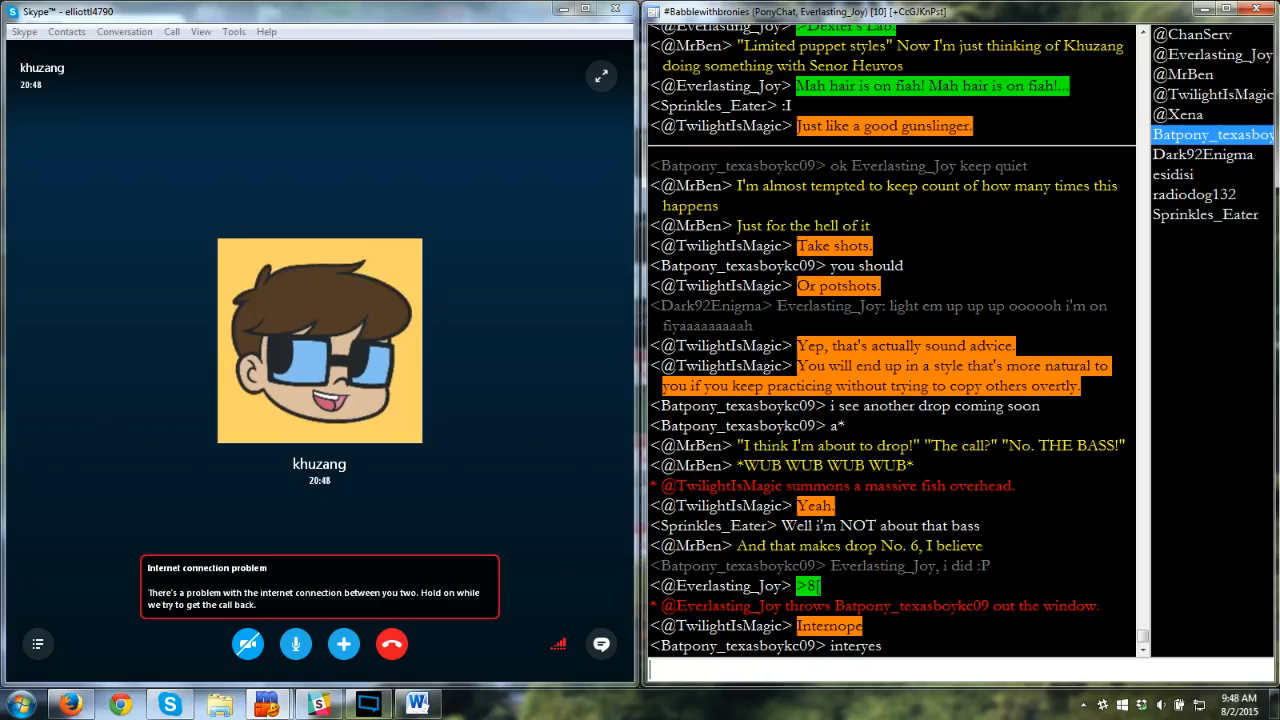 Skype™ - elliottl4790
Skype Contacts Conversation Call View Tools Help
khuzang
20:48
khuzang
20:48
Internet connection problem
There's a problem with the internet connection between you two. Hold on while
we try to get the call back.
#Babblewithbronies (PonyChat, Everlasting_Joy) [10] [+CcGJKnPst]
<@Everlasting_Joy> >Dexter's Lab.
<@MrBen> "Limited puppet styles" Now I'm just thinking of Khuzang
doing something with Senor Heuvos
<@Everlasting_Joy> Mah hair is on fiah! Mah hair is on fiah!...
<Sprinkles_Eater> :I
<@TwilightIsMagic> Just like a good gunslinger.
<Batpony_texasboykc09> ok Everlasting_Joy keep quiet
<@MrBen> I'm almost tempted to keep count of how many times this
happens
<@MrBen> Just for the hell of it
<@TwilightIsMagic> Take shots.
<Batpony_texasboykc09> you should
<@TwilightIsMagic> Or potshots.
<Dark92Enigma> Everlasting_Joy: light em up up up oooooh i'm on
fiyaaaaaaaaah
<@TwilightIsMagic> Yep, that's actually sound advice.
<@TwilightIsMagic> You will end up in a style that's more natural to
you if you keep practicing without trying to copy others overtly.
<Batpony_texasboykc09> i see another drop coming soon
<Batpony_texasboykc09> a*
<@MrBen> "I think I'm about to drop!" "The call?" "No. THE BASS!"
<@MrBen> *WUB WUB WUB WUB*
* @TwilightIsMagic summons a massive fish overhead.
<@TwilightIsMagic> Yeah.
<Sprinkles_Eater> Well i'm NOT about that bass
<@MrBen> And that makes drop No. 6, I believe
<Batpony_texasboykc09> Everlasting_Joy, i did :P
<@Everlasting_Joy> >8[
* @Everlasting_Joy throws Batpony_texasboykc09 out the window.
<@TwilightIsMagic> Internope
<Batpony_texasboykc09> interyes
@ChanServ
@Everlasting_Joy
@MrBen
@TwilightIsMagic
@Xena
Batpony_texasboy
Dark92Enigma
esidisi
radiodog132
Sprinkles_Eater
9:48 AM
8/2/2015